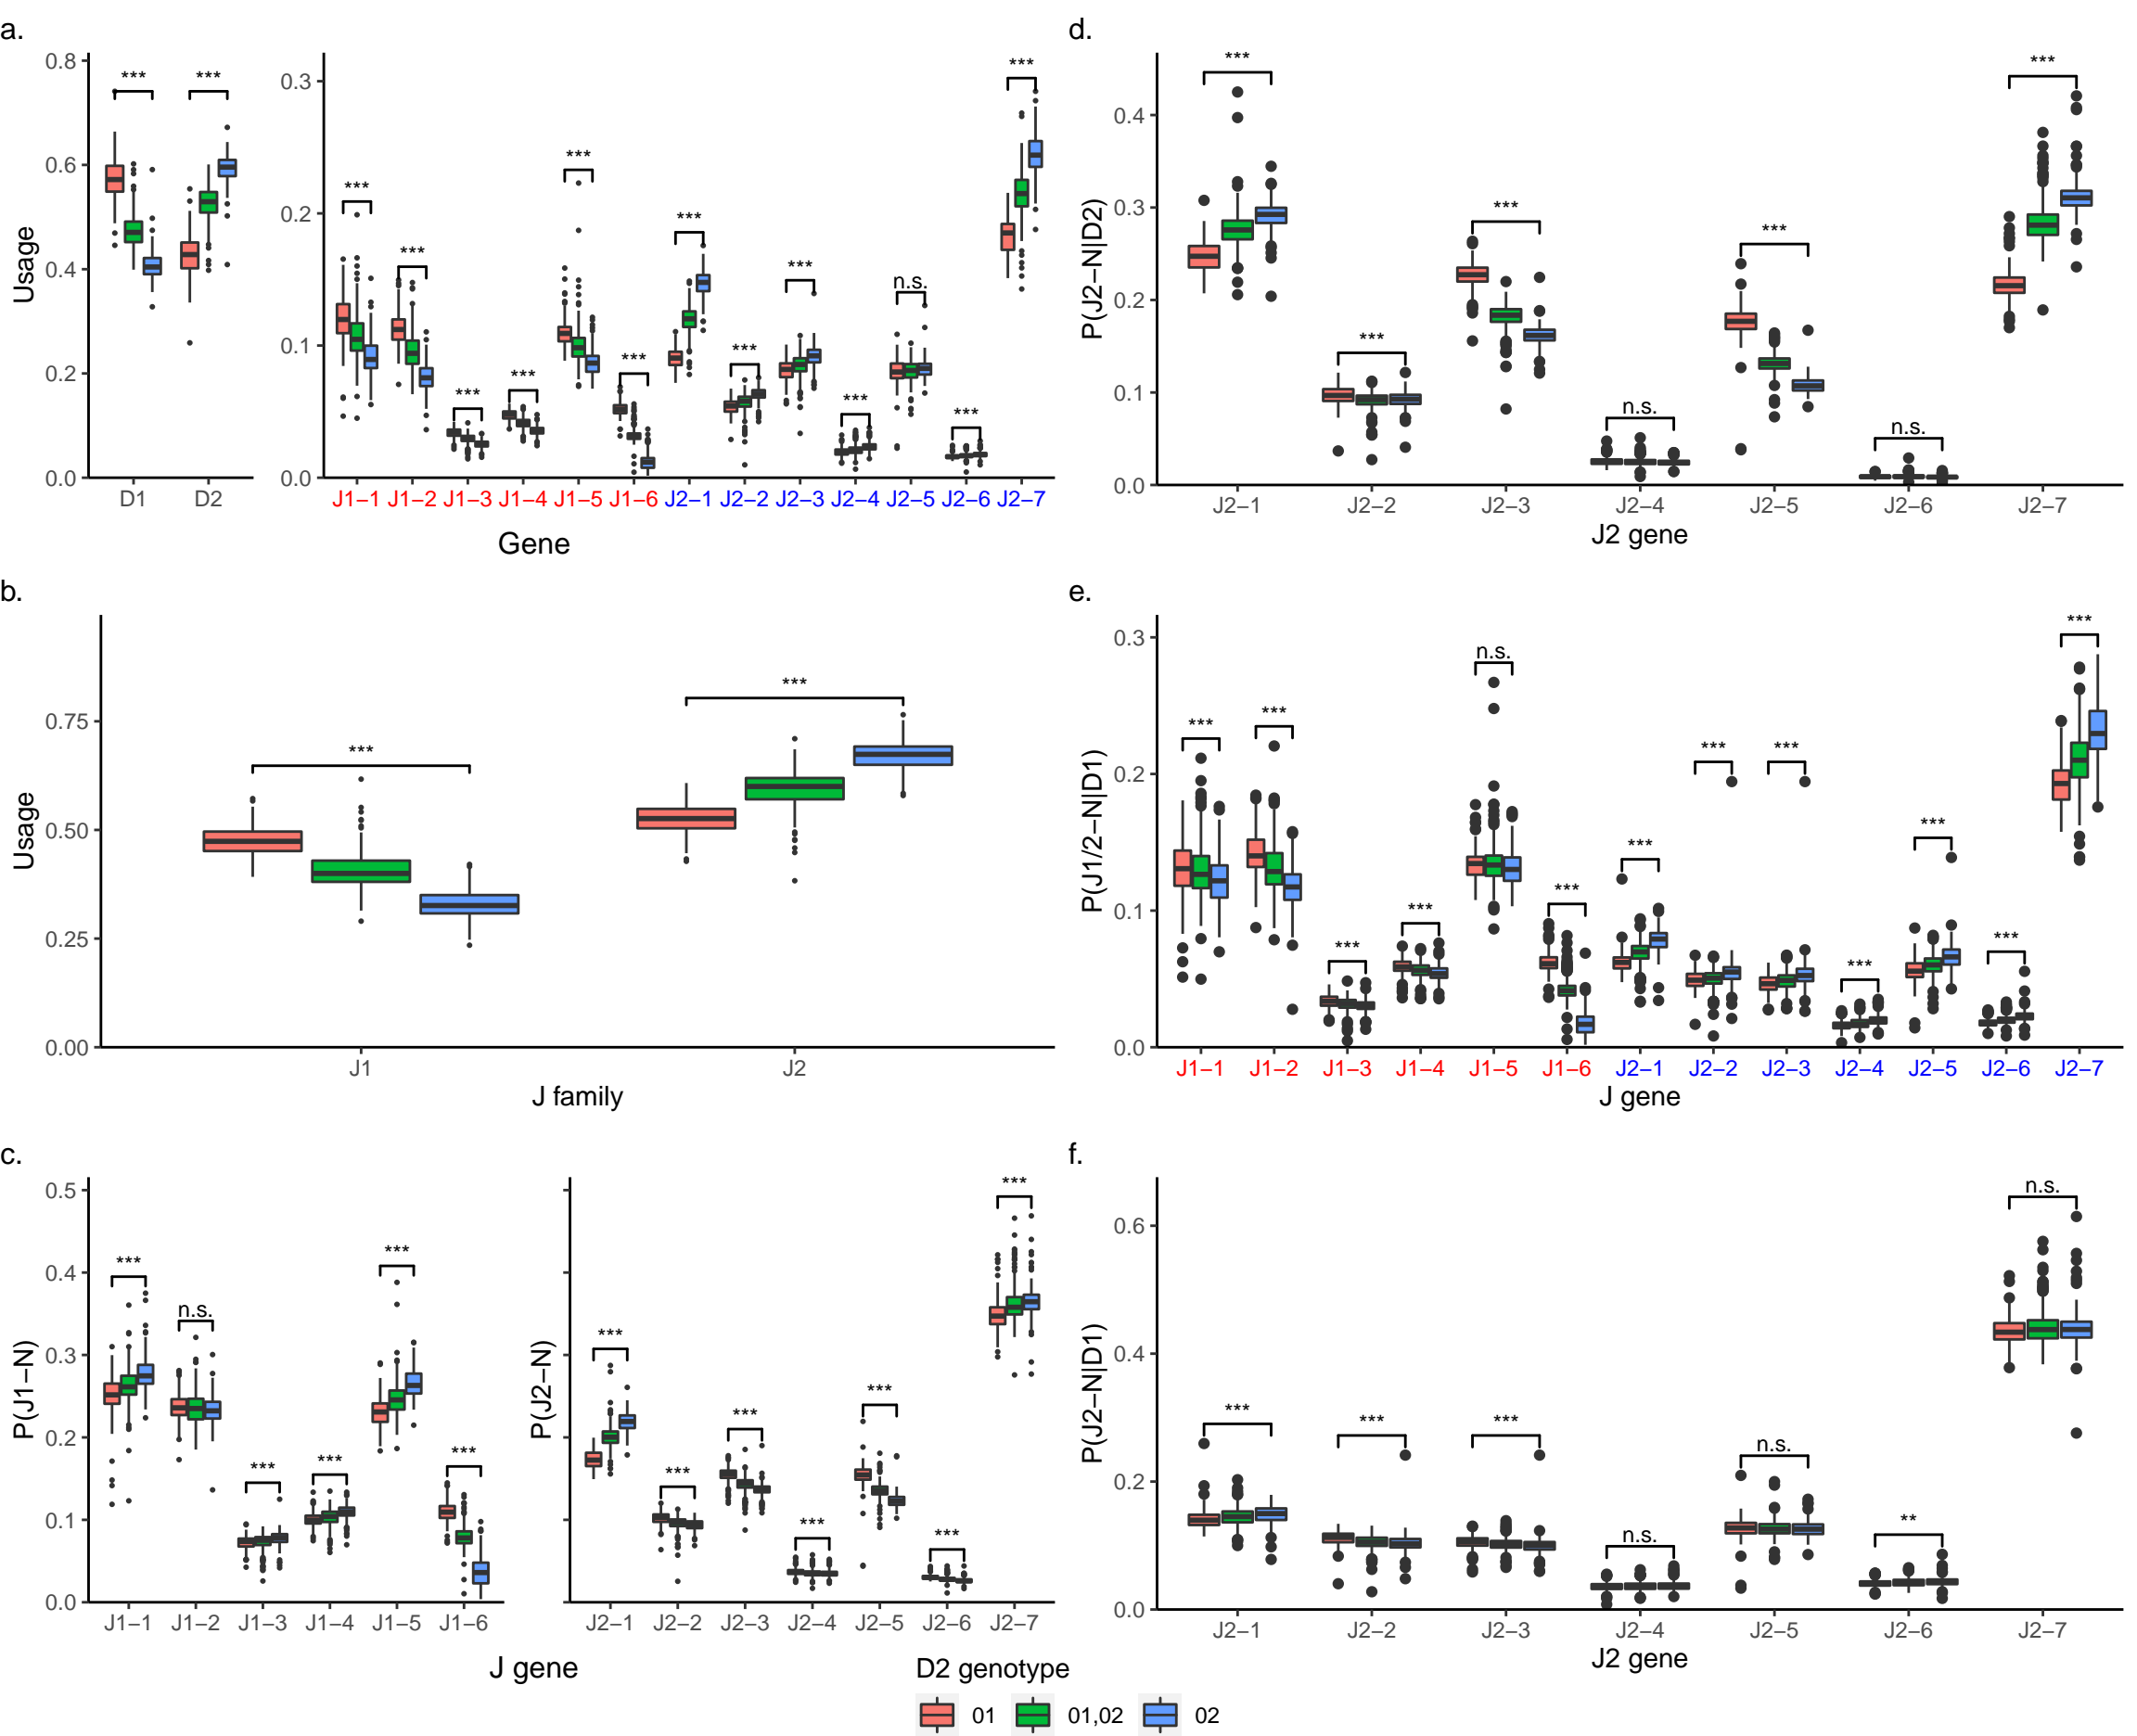 a.
Usage
0.8
0.6
0.4
0.2
0.0
*** ***
D1 D2
0.3
0.2
0.1
0.0
*** *** *** *** *** *** *** *** *** *** n.s. *** ***
J1−1 J1−2 J1−3 J1−4 J1−5 J1−6 J2−1 J2−2 J2−3 J2−4 J2−5 J2−6 J2−7
Gene
b.
Usage
0.75
0.50
0.25
0.00
*** ***
J1 J2
J family
c.
P(J1−N)
0.5
0.4
0.3
0.2
0.1
0.0
*** n.s. *** *** *** ***
J1−1 J1−2 J1−3 J1−4 J1−5 J1−6
P(J2−N)
*** *** *** *** *** *** ***
J2−1 J2−2 J2−3 J2−4 J2−5 J2−6 J2−7
J gene
d.
P(J2−N|D2)
0.4
0.3
0.2
0.1
0.0
*** *** *** n.s. *** n.s. ***
J2−1 J2−2 J2−3 J2−4 J2−5 J2−6 J2−7
J2 gene
e.
P(J1/2−N|D1)
0.3
0.2
0.1
0.0
*** *** *** *** n.s. *** *** *** *** *** *** *** ***
J1−1 J1−2 J1−3 J1−4 J1−5 J1−6 J2−1 J2−2 J2−3 J2−4 J2−5 J2−6 J2−7
J gene
f.
P(J2−N|D1)
0.6
0.4
0.2
0.0
*** *** *** n.s. n.s. ** n.s.
J2−1 J2−2 J2−3 J2−4 J2−5 J2−6 J2−7
J2 gene
D2 genotype
01 01,02 02